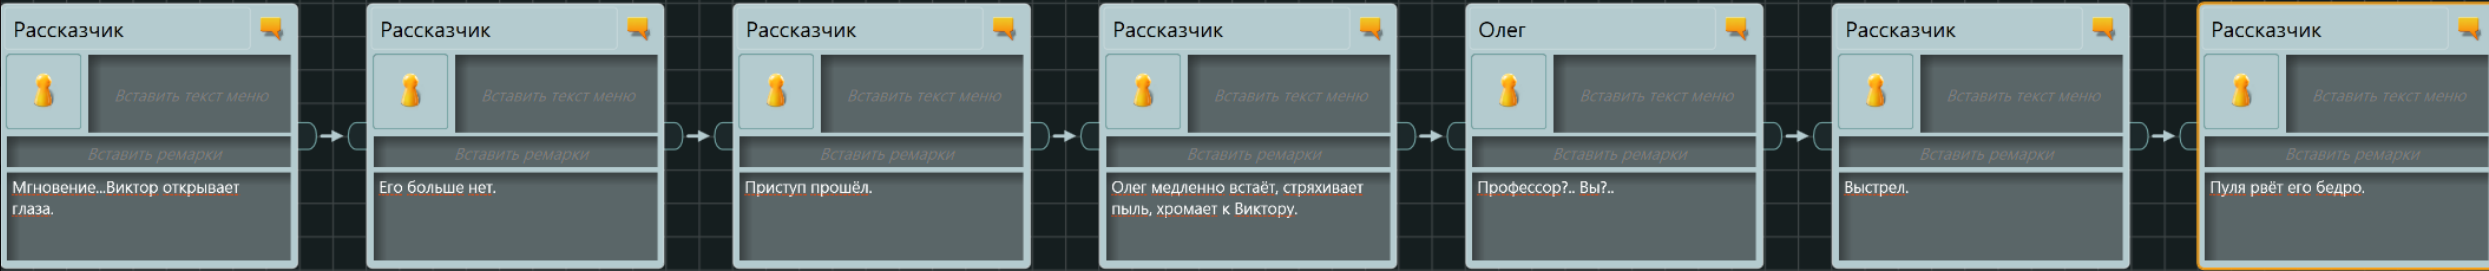 Рассказчик
Вставить текст меню
Вставить ремарки
Мгновение...Виктор открывает
глаза.
Рассказчик
Вставить текст меню
Вставить ремарки
Его больше нет.
Рассказчик
Вставить текст меню
Вставить ремарки
Приступ прошёл.
Рассказчик
Вставить текст меню
Вставить ремарки
Олег медленно встаёт, стряхивает
пыль, хромает к Виктору.
Олег
Вставить текст меню
Вставить ремарки
Профессор?.. Вы?..
Рассказчик
Вставить текст меню
Вставить ремарки
Выстрел.
Рассказчик
Вставить текст меню
Вставить ремарки
Пуля рвёт его бедро.